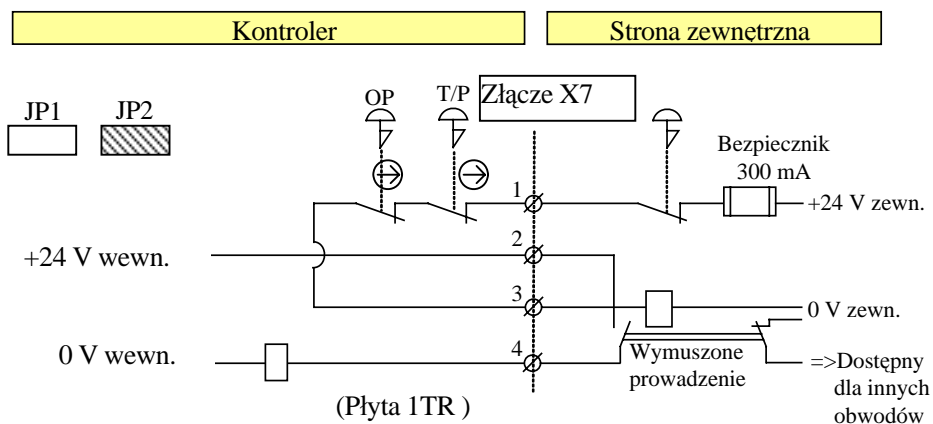 Kontroler
Strona zewnętrzna
OP
T/P
Złącze X7
JP1
JP2
Bezpiecznik
300 mA
1
+24 V zewn.
2
+24 V wewn.
3
0 V zewn.
4
0 V wewn.
Wymuszone
prowadzenie
=>Dostępny
dla innych
obwodów
(Płyta 1TR )